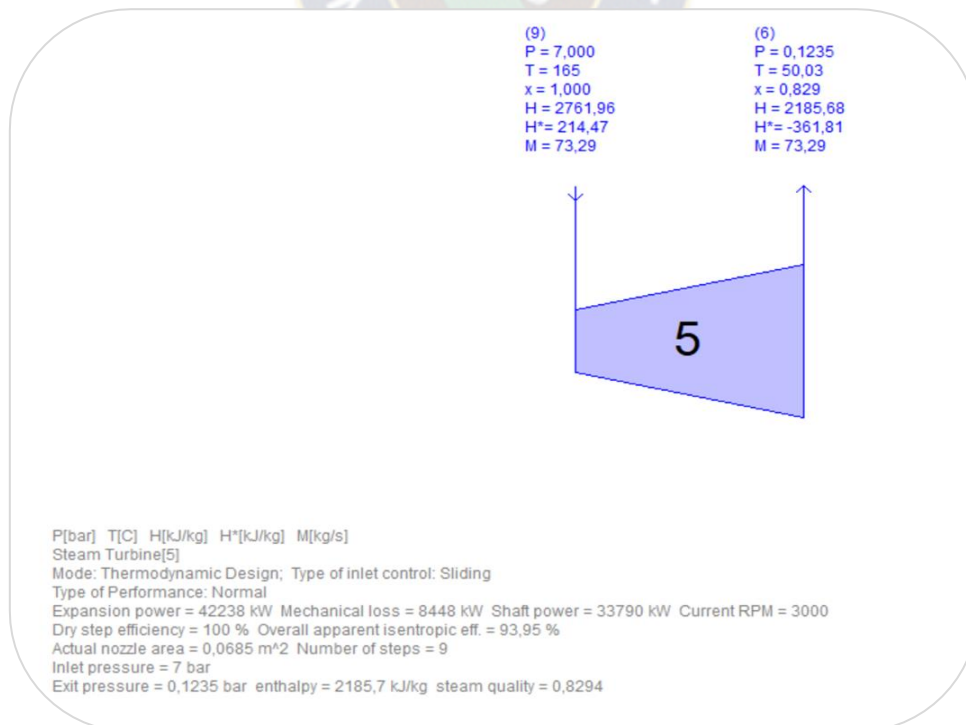 (9)
P = 7,000
T = 165
x = 1,000
H = 2761,96
H*= 214,47
M = 73,29
(6)
P = 0,1235
T = 50,03
x = 0,829
H = 2185,68
H*= -361,81
M = 73,29
5
P[bar] T[C] H[kJ/kg] H*[kJ/kg] M[kg/s]
Steam Turbine[5]
Mode: Thermodynamic Design; Type of inlet control: Sliding
Type of Performance: Normal
Expansion power = 42238 kW Mechanical loss = 8448 kW Shaft power = 33790 kW Current RPM = 3000
Dry step efficiency = 100 % Overall apparent isentropic eff. = 93,95 %
Actual nozzle area = 0,0685 m^2 Number of steps = 9
Inlet pressure = 7 bar
Exit pressure = 0,1235 bar enthalpy = 2185,7 kJ/kg steam quality = 0,8294